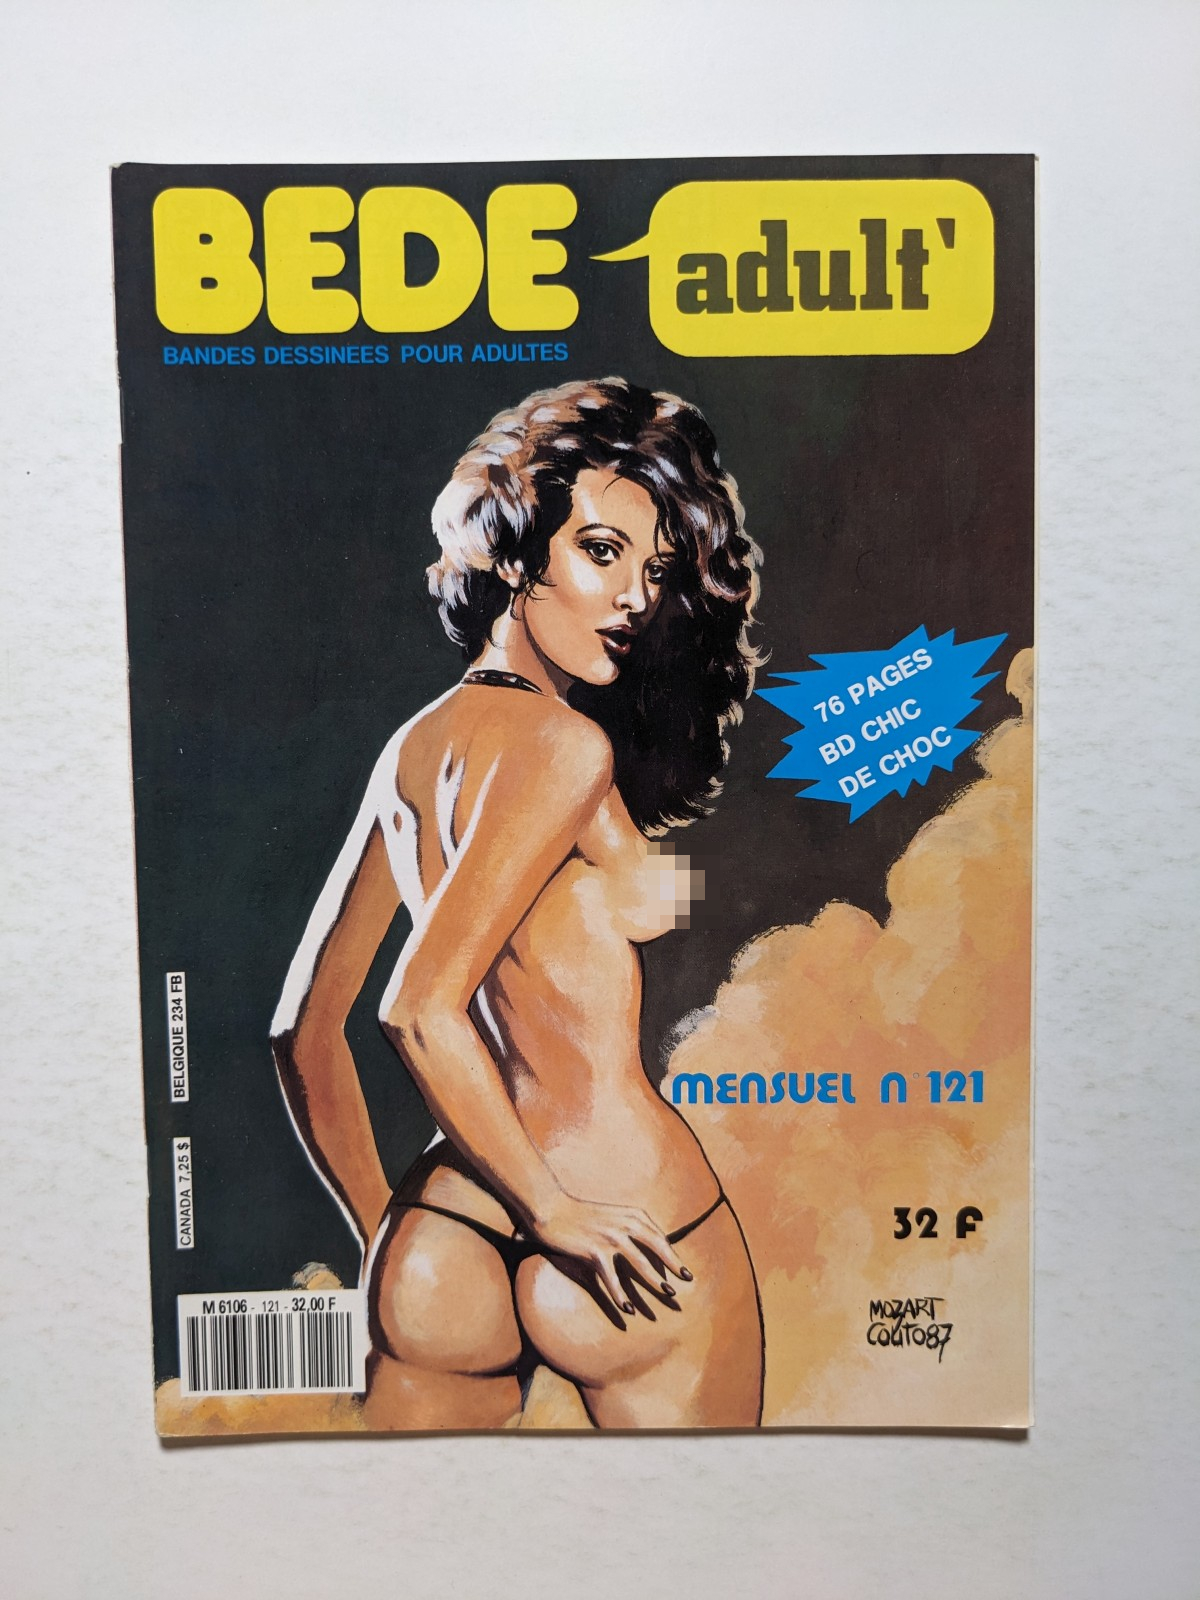 BEDE adult'
BANDES DESSINEES POUR ADULTES
76 PAGES
BD CHIC
DE CHOC
BELGIQUE 234 FB
MENSUEL N°121
CANADA 7,25 $
32 F
M 6106 - 121 - 32,00 F
MOZART
COUTO87